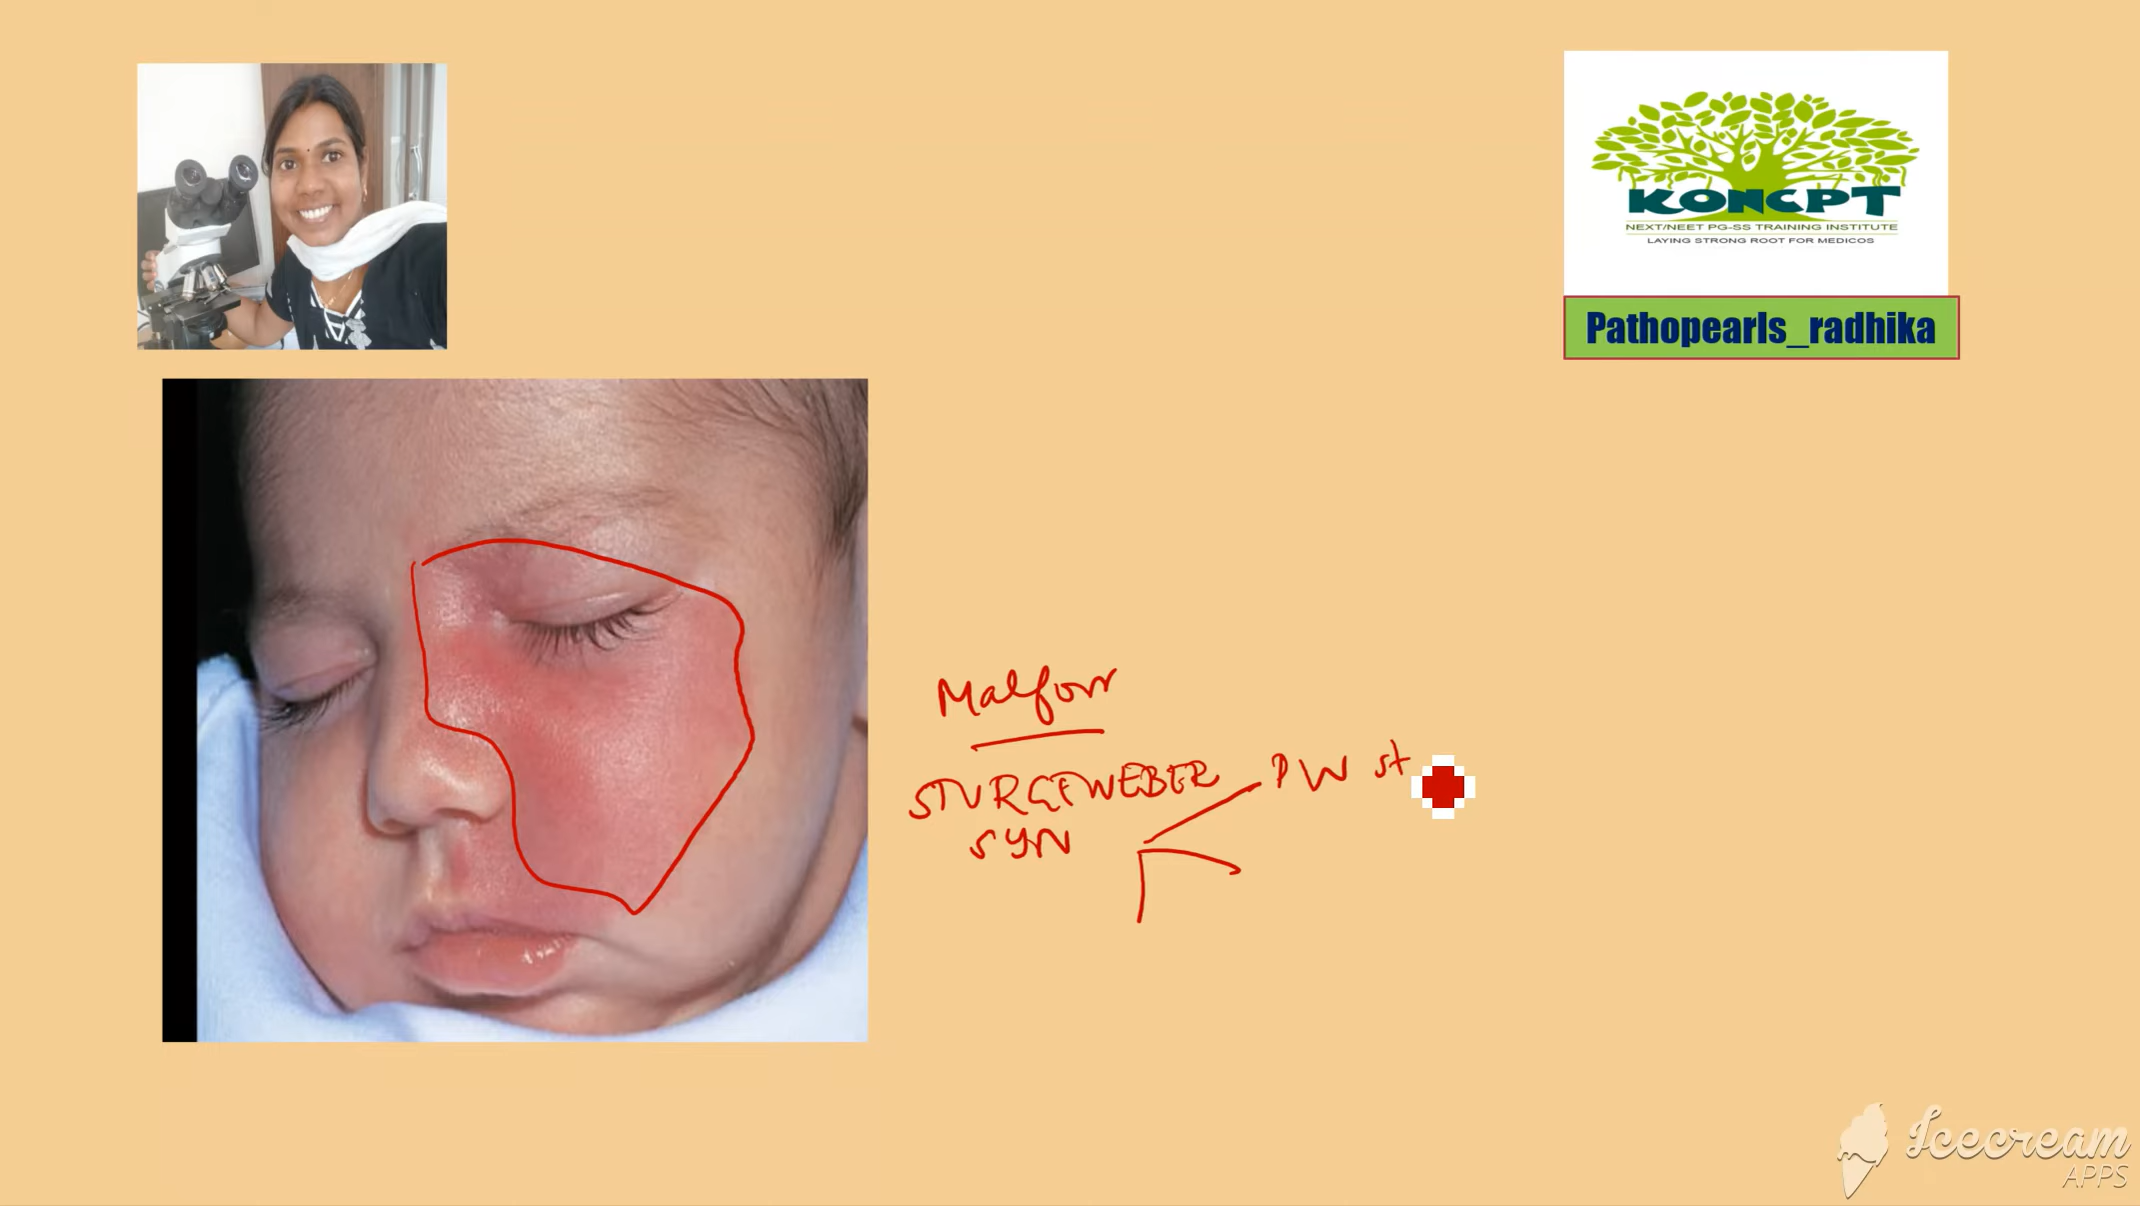 KONCPT
NEXT/NEET PG-SS TRAINING INSTITUTE
LAYING STRONG ROOT FOR MEDICOS
Pathopearls_radhika
Malform
STURGEWEBER
SYN
PW st
Icecream
APPS